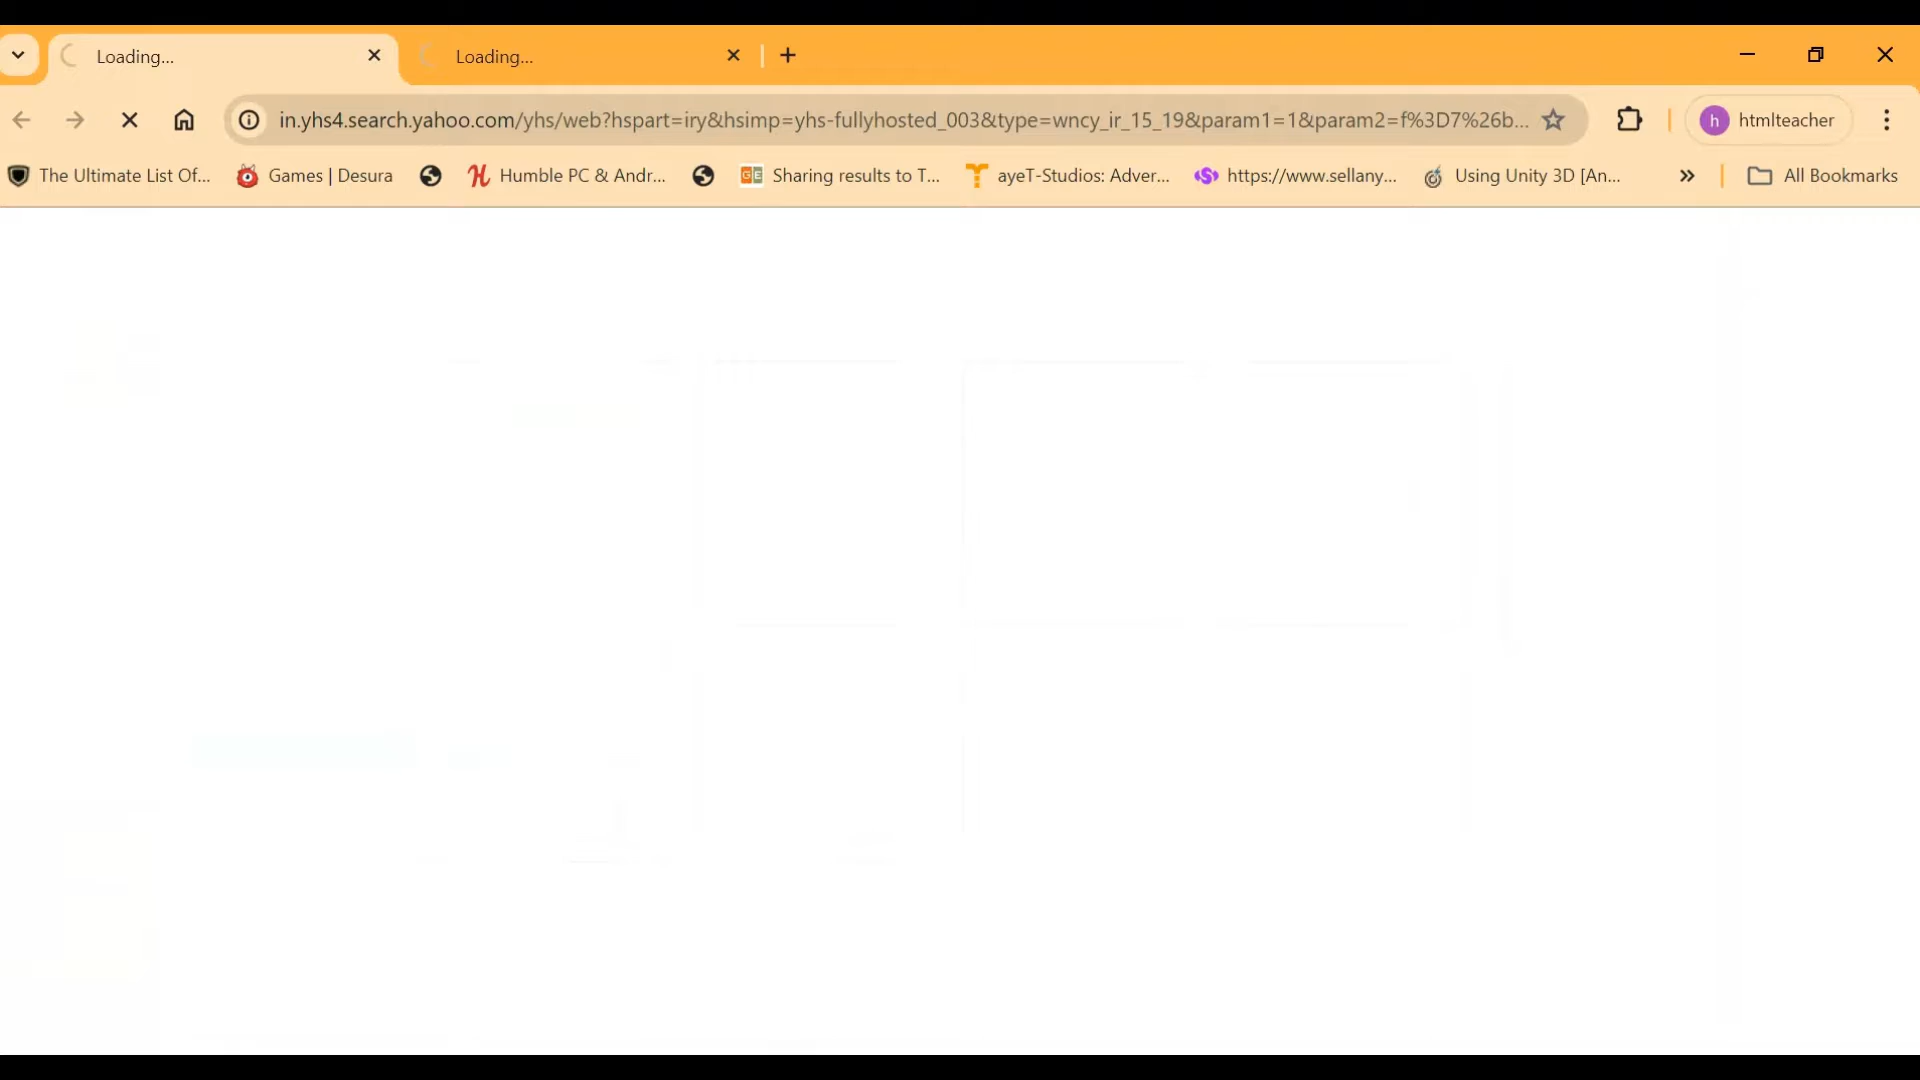 Loading...
Loading...
in.yhs4.search.yahoo.com/yhs/web?hspart=iry&hsimp=yhs-fullyhosted_003&type=wncy_ir_15_19&param1=1&param2=f%3D7%26b...
h htmlteacher
The Ultimate List Of...
Games | Desura
Humble PC & Andr...
GE Sharing results to T...
ayeT-Studios: Adver...
https://www.sellany...
Using Unity 3D [An...
All Bookmarks